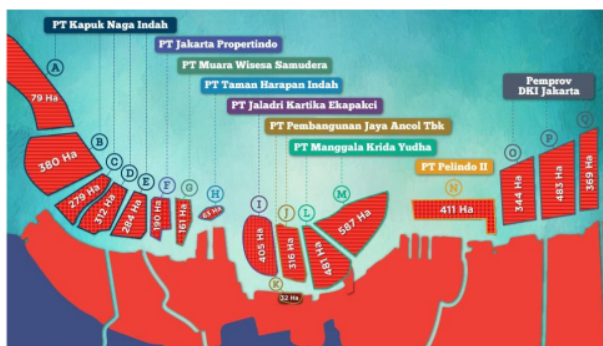 PT Kapuk Naga Indah
PT Jakarta Propertindo
PT Muara Wisesa Samudera
PT Taman Harapan Indah
PT Jaladri Kartika Ekapakci
PT Pembangunan Jaya Ancol Tbk
PT Manggala Krida Yudha
PT Pelindo II
Pemprov
DKI Jakarta
A
B
C
D
E
F
G
H
I
J
K
L
M
N
O
P
Q
79 Ha
380 Ha
279 Ha
312 Ha
284 Ha
190 Ha
161 Ha
63 Ha
405 Ha
316 Ha
32 Ha
481 Ha
587 Ha
411 Ha
344 Ha
483 Ha
369 Ha